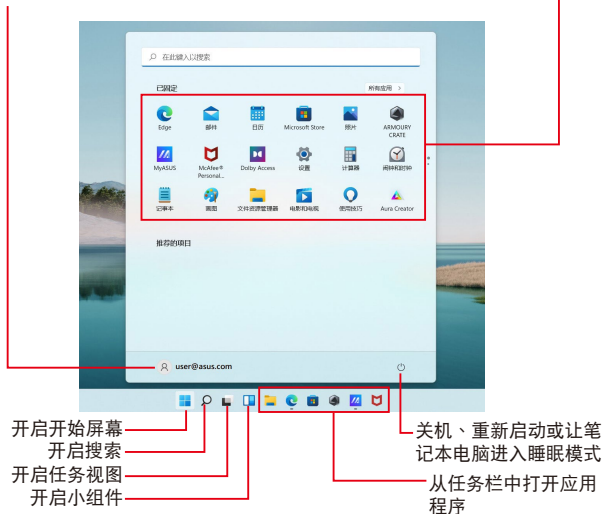 在此键入以搜索
已固定
所有应用 >
Edge
邮件
日历
Microsoft Store
照片
ARMOURY
CRATE
MyASUS
McAfee®
Personal...
Dolby Access
设置
计算器
闹钟和时钟
记事本
画图
文件资源管理器
电影和电视
使用技巧
Aura Creator
推荐的项目
user@asus.com
开启开始屏幕
开启搜索
开启任务视图
开启小组件
关机、重新启动或让笔
记本电脑进入睡眠模式
从任务栏中打开应用
程序